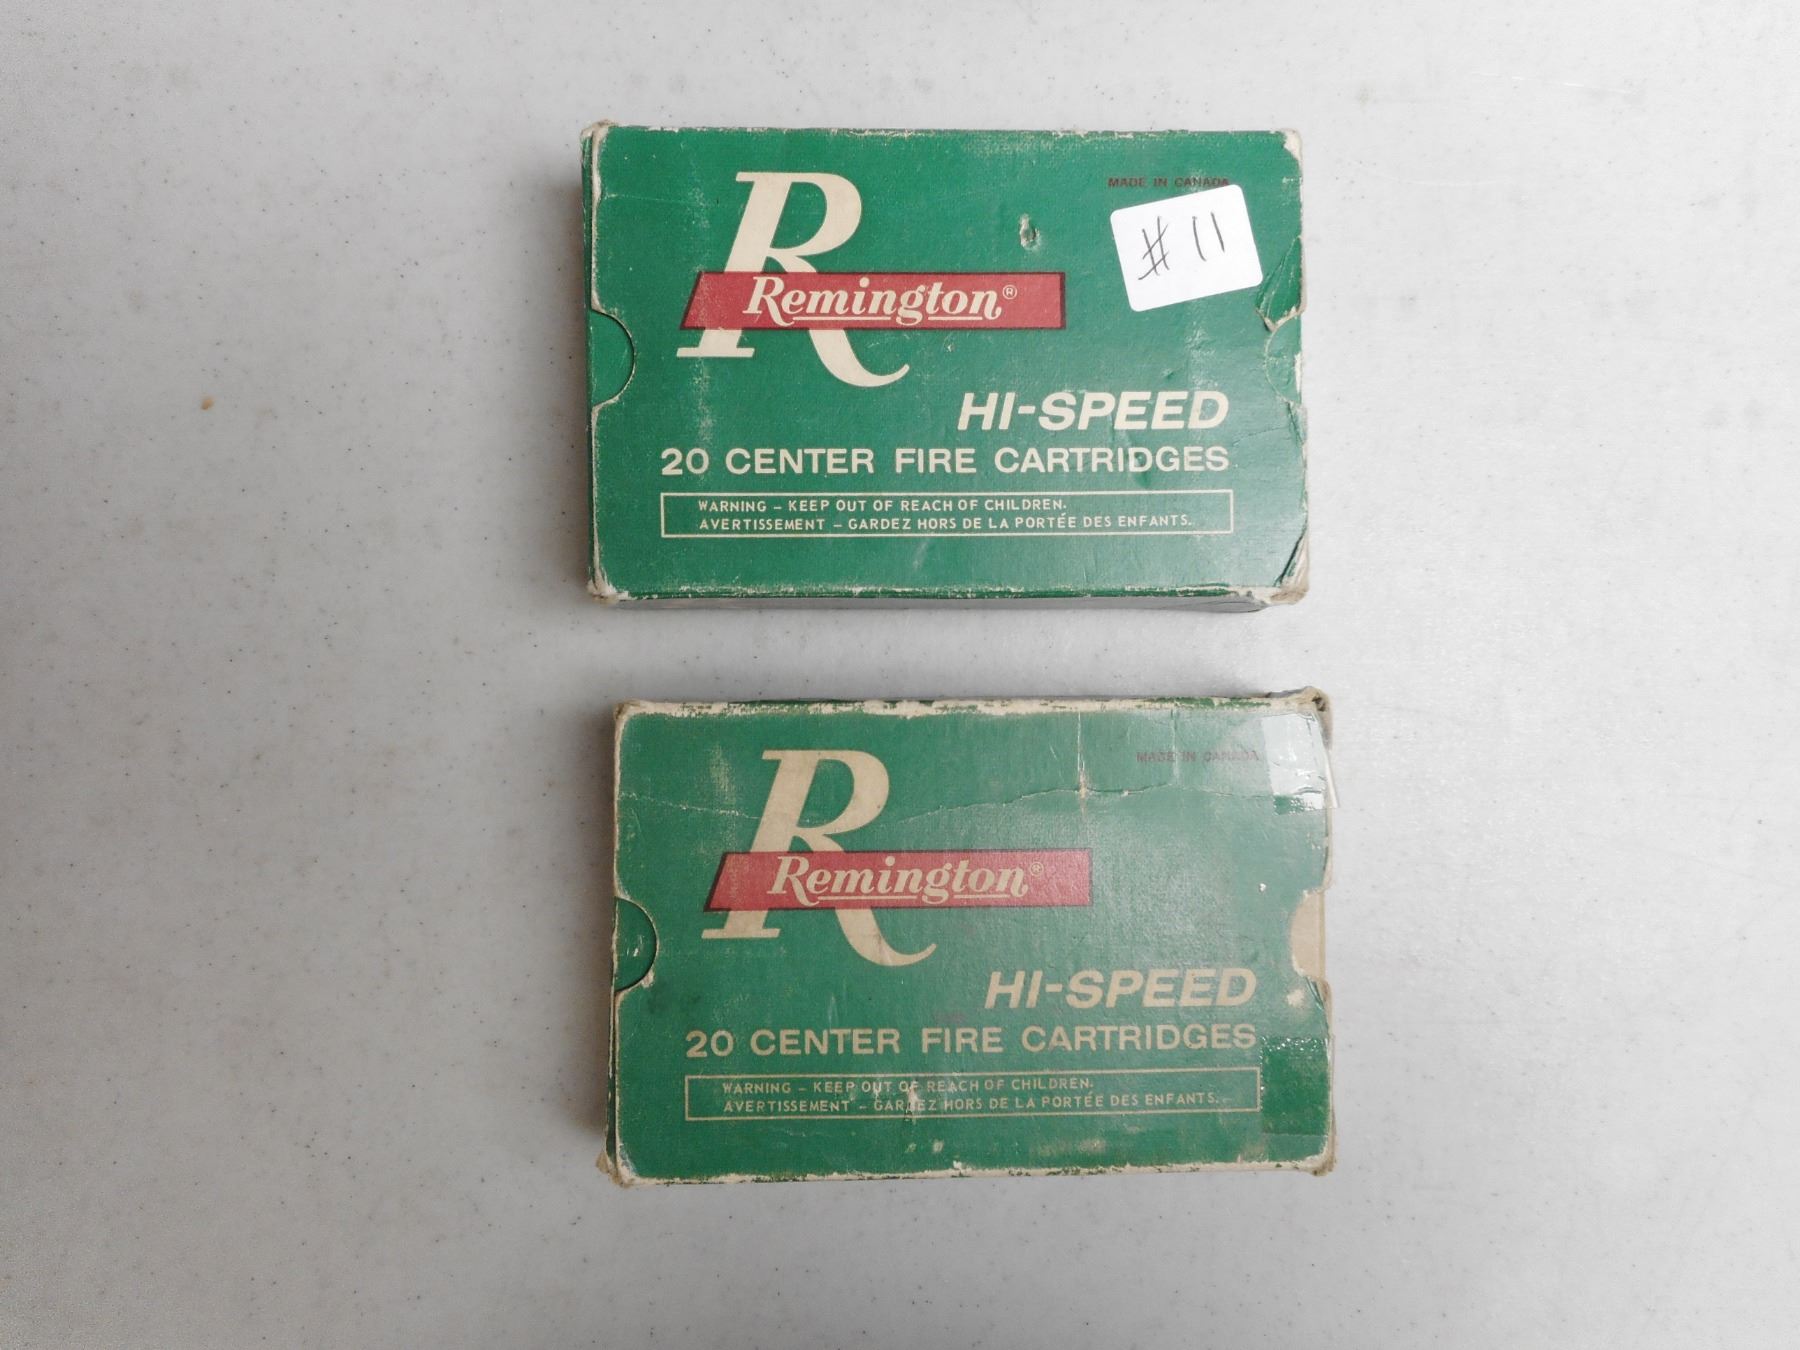 MADE IN CANADA
# 11
R
Remington®
HI-SPEED
20 CENTER FIRE CARTRIDGES
WARNING – KEEP OUT OF REACH OF CHILDREN.
AVERTISSEMENT – GARDEZ HORS DE LA PORTÉE DES ENFANTS.
MADE IN CANADA
R
Remington®
HI-SPEED
20 CENTER FIRE CARTRIDGES
WARNING – KEEP OUT OF REACH OF CHILDREN.
AVERTISSEMENT – GARDEZ HORS DE LA PORTÉE DES ENFANTS.